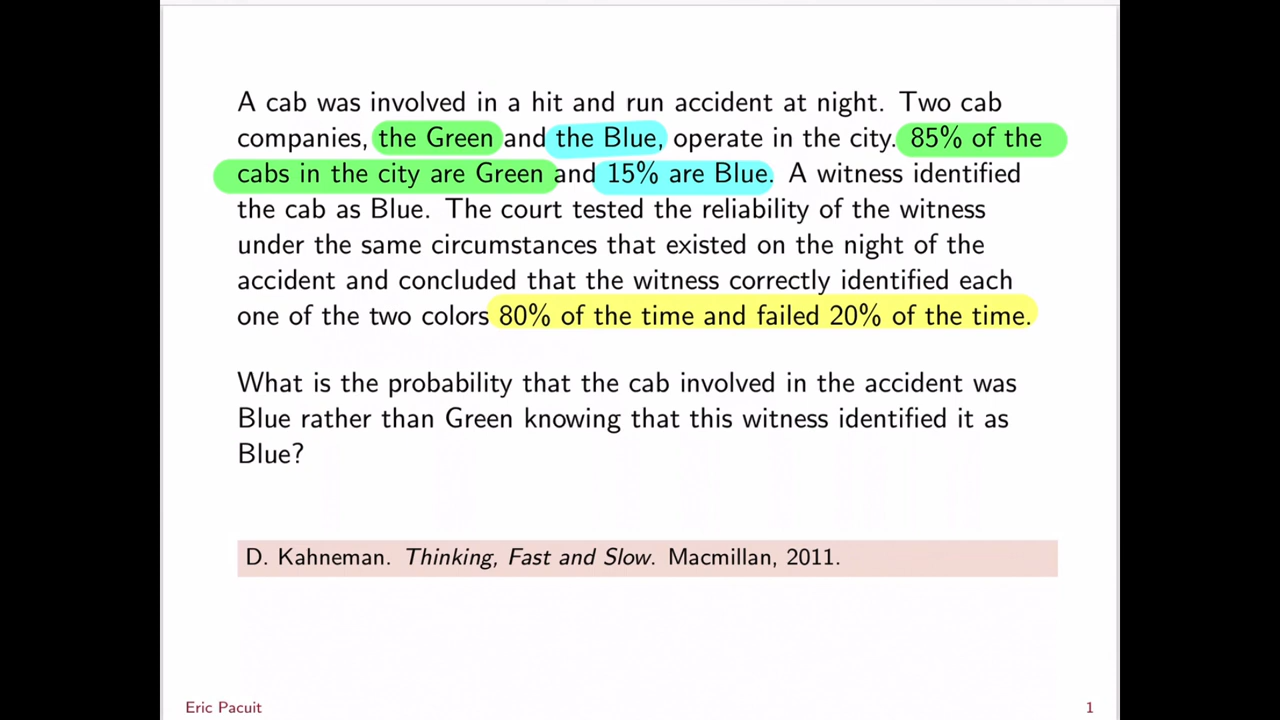 A cab was involved in a hit and run accident at night. Two cab
companies, the Green and the Blue, operate in the city. 85% of the
cabs in the city are Green and 15% are Blue. A witness identified
the cab as Blue. The court tested the reliability of the witness
under the same circumstances that existed on the night of the
accident and concluded that the witness correctly identified each
one of the two colors 80% of the time and failed 20% of the time.
What is the probability that the cab involved in the accident was
Blue rather than Green knowing that this witness identified it as
Blue?
D. Kahneman. Thinking, Fast and Slow. Macmillan, 2011.
Eric Pacuit
1